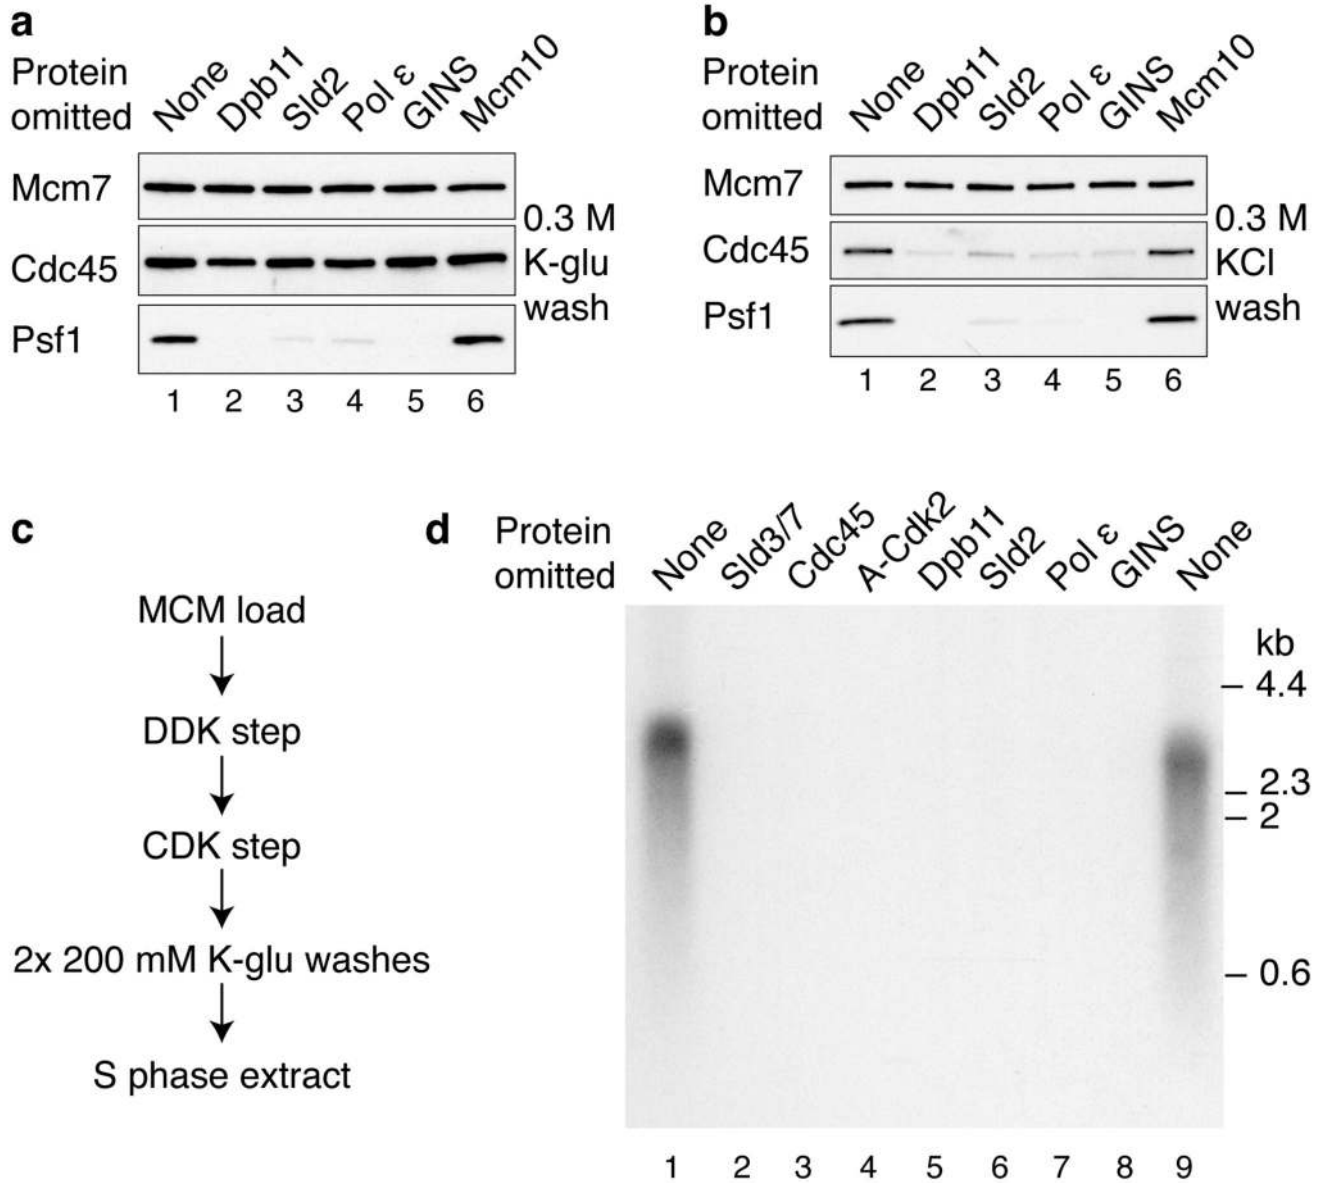 a
Protein
omitted
None
Dpb11
Sld2
Pol ε
GINS
Mcm10
Mcm7
Cdc45
Psf1
0.3 M
K-glu
wash
1 2 3 4 5 6
b
Protein
omitted
None
Dpb11
Sld2
Pol ε
GINS
Mcm10
Mcm7
Cdc45
Psf1
0.3 M
KCl
wash
1 2 3 4 5 6
c
MCM load
DDK step
CDK step
2x 200 mM K-glu washes
S phase extract
d
Protein
omitted
None
Sld3/7
Cdc45
A-Cdk2
Dpb11
Sld2
Pol ε
GINS
None
kb
4.4
2.3
2
0.6
1 2 3 4 5 6 7 8 9